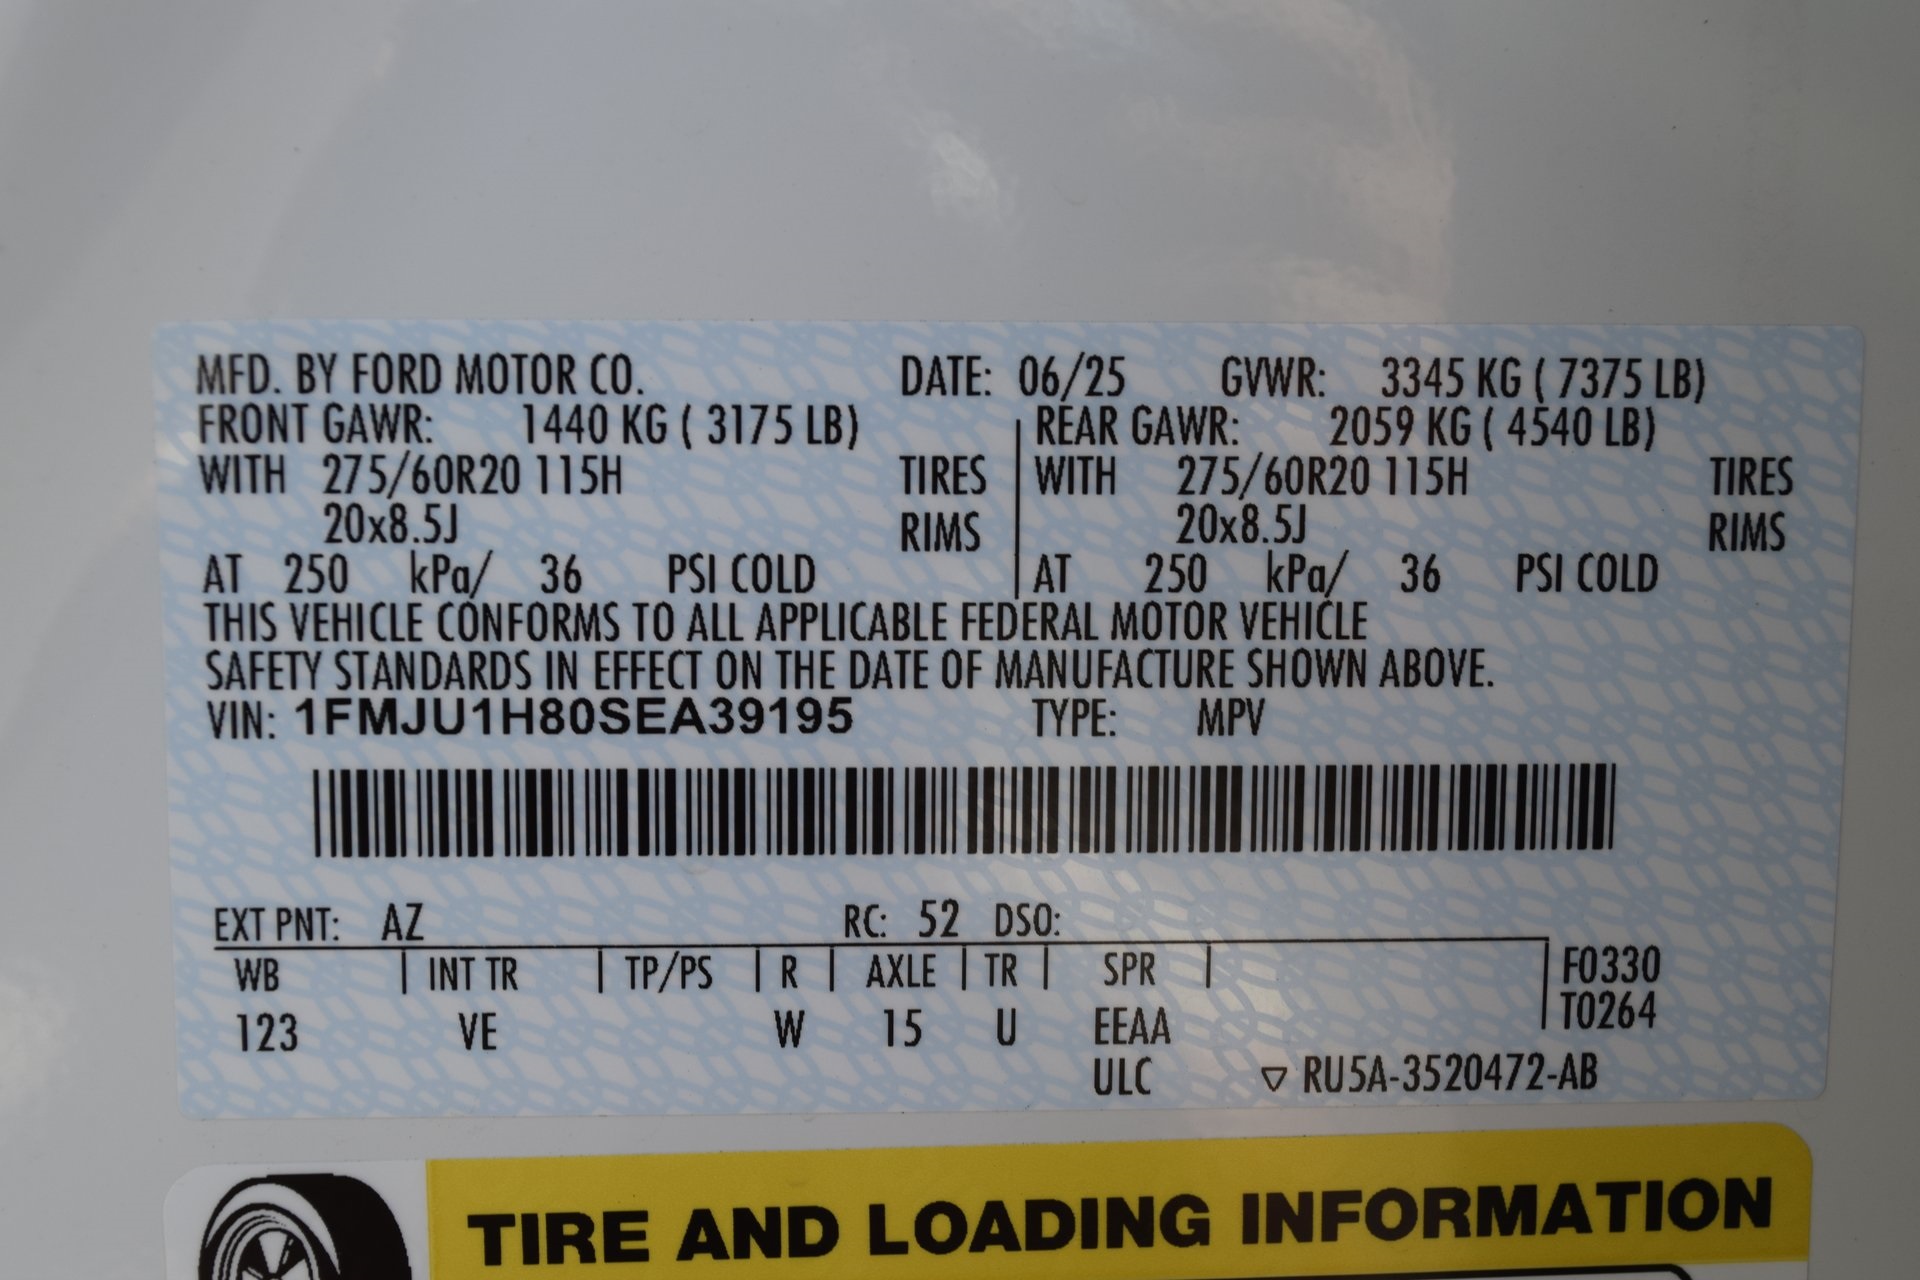 MFD. BY FORD MOTOR CO. DATE: 06/25 GVWR: 3345 KG ( 7375 LB)
FRONT GAWR: 1440 KG ( 3175 LB) REAR GAWR: 2059 KG ( 4540 LB)
WITH 275/60R20 115H TIRES WITH 275/60R20 115H TIRES
20x8.5J RIMS 20x8.5J RIMS
AT 250 kPa/ 36 PSI COLD AT 250 kPa/ 36 PSI COLD
THIS VEHICLE CONFORMS TO ALL APPLICABLE FEDERAL MOTOR VEHICLE
SAFETY STANDARDS IN EFFECT ON THE DATE OF MANUFACTURE SHOWN ABOVE.
VIN: 1FMJU1H80SEA39195 TYPE: MPV
EXT PNT: AZ RC: 52 DSO:
WB INT TR TP/PS R AXLE TR SPR F0330
T0264
123 VE W 15 U EEAA
ULC ▽ RU5A-3520472-AB
TIRE AND LOADING INFORMATION